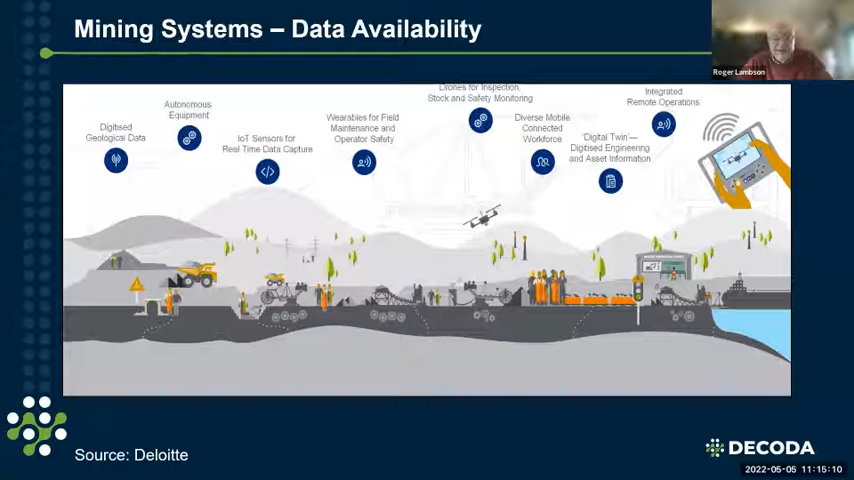 Mining Systems – Data Availability
Roger Lambson
Digitised
Geological Data
Autonomous
Equipment
IoT Sensors for
Real Time Data Capture
Wearables for Field
Maintenance and
Operator Safety
Drones for Inspection,
Stock and Safety Monitoring
Diverse Mobile
Connected
Workforce
'Digital Twin'—
Digitised Engineering
and Asset Information
Integrated
Remote Operations
Source: Deloitte
DECODA
2022-05-05 11:15:10